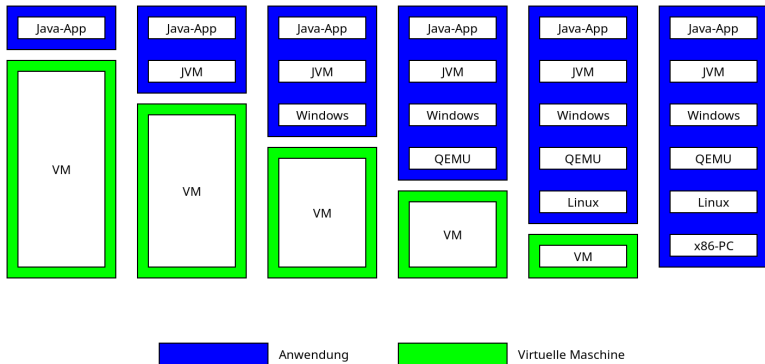 Java-App
VM
Java-App
JVM
VM
Java-App
JVM
Windows
VM
Java-App
JVM
Windows
QEMU
VM
Java-App
JVM
Windows
QEMU
Linux
VM
Java-App
JVM
Windows
QEMU
Linux
x86-PC
Anwendung
Virtuelle Maschine